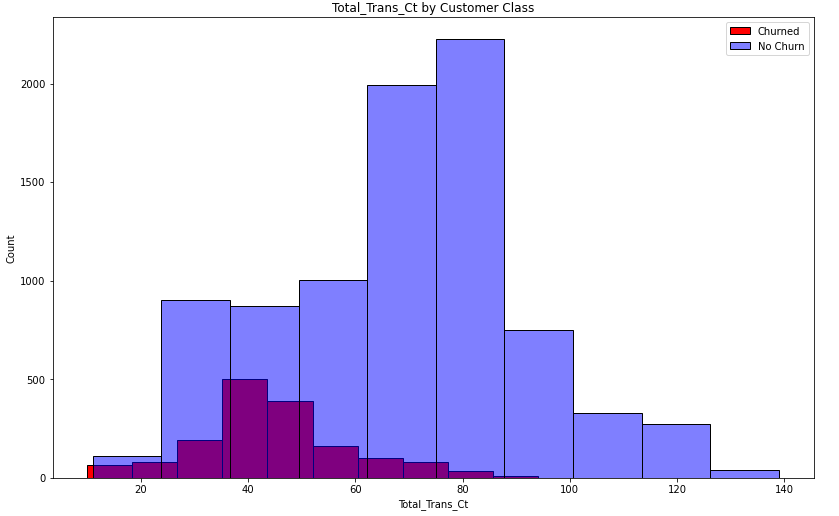 Total_Trans_Ct by Customer Class
Churned
No Churn
2000
1500
1000
500
0
Count
20 40 60 80 100 120 140
Total_Trans_Ct